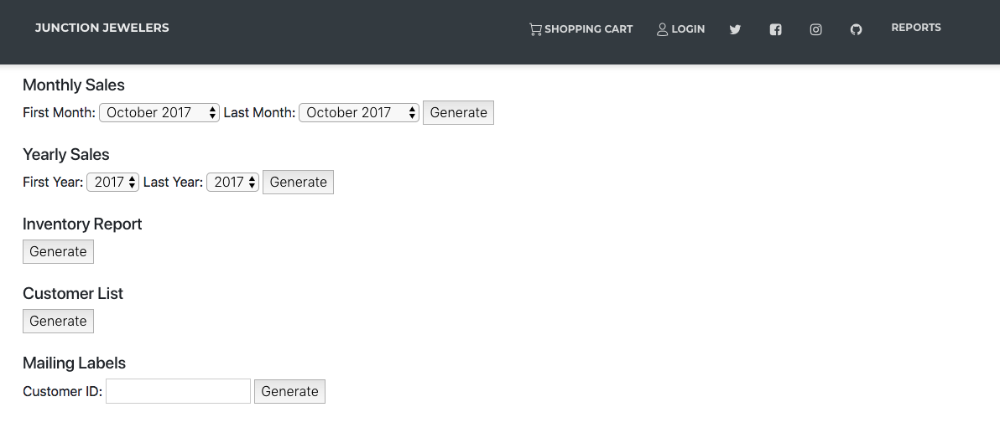 JUNCTION JEWELERS SHOPPING CART LOGIN REPORTS
Monthly Sales
First Month: October 2017 Last Month: October 2017 Generate
Yearly Sales
First Year: 2017 Last Year: 2017 Generate
Inventory Report
Generate
Customer List
Generate
Mailing Labels
Customer ID: Generate